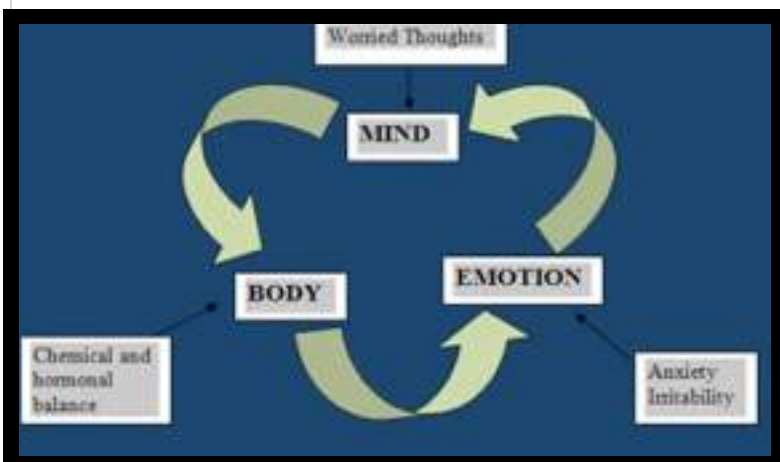 Worried Thoughts
MIND
BODY
EMOTION
Chemical and
hormonal
balance
Anxiety
Irritability